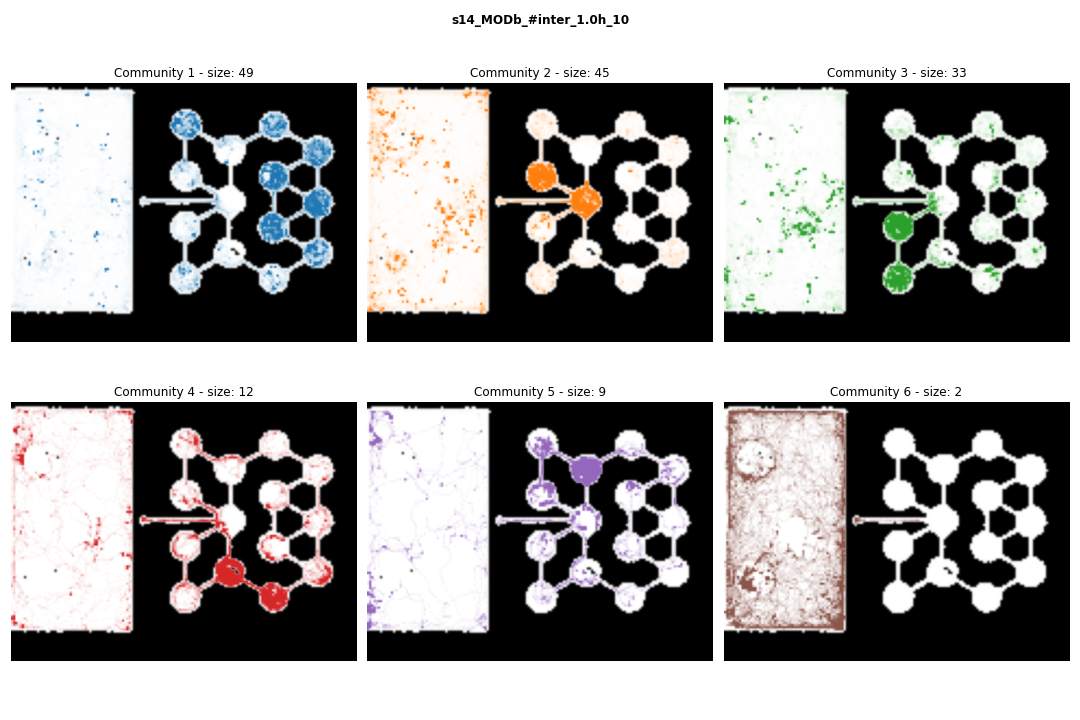 s14_MODb_#inter_1.0h_10
Community 1 - size: 49
Community 2 - size: 45
Community 3 - size: 33
Community 4 - size: 12
Community 5 - size: 9
Community 6 - size: 2